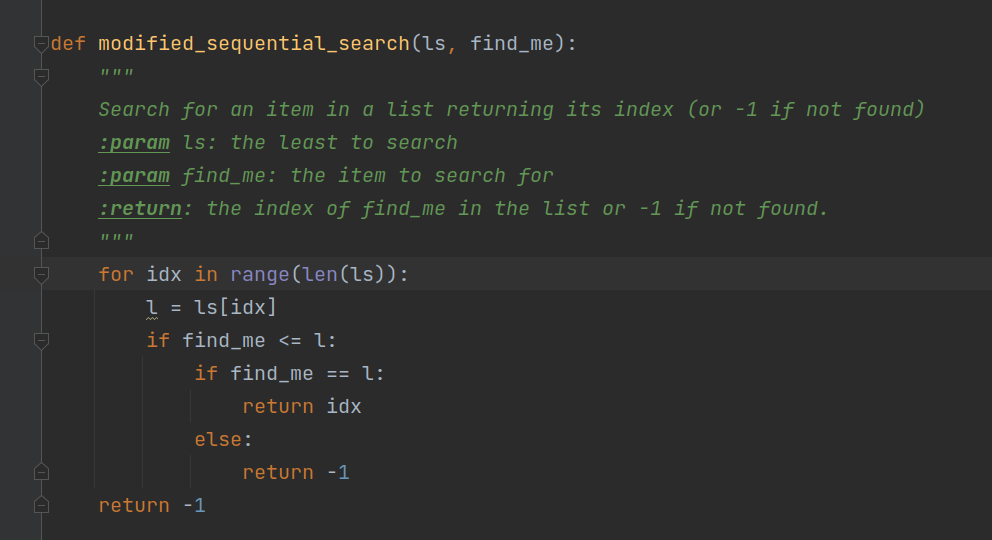 def modified_sequential_search(ls, find_me):
"""
Search for an item in a list returning its index (or -1 if not found)
:param ls: the least to search
:param find_me: the item to search for
:return: the index of find_me in the list or -1 if not found.
"""
for idx in range(len(ls)):
l = ls[idx]
if find_me <= l:
if find_me == l:
return idx
else:
return -1
return -1